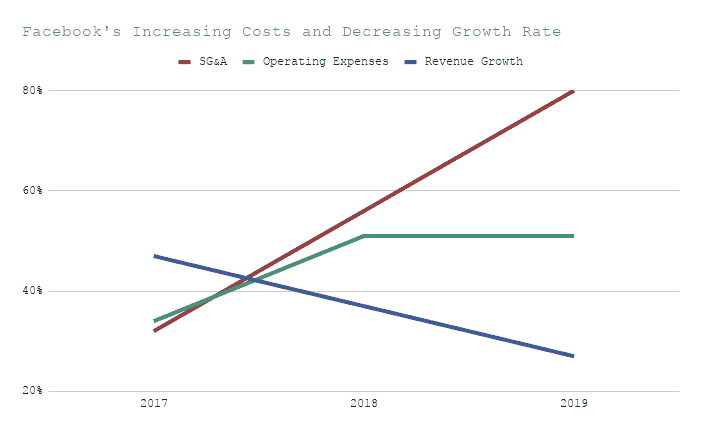 Facebook's Increasing Costs and Decreasing Growth Rate
SG&A Operating Expenses Revenue Growth
80%
60%
40%
20%
2017 2018 2019